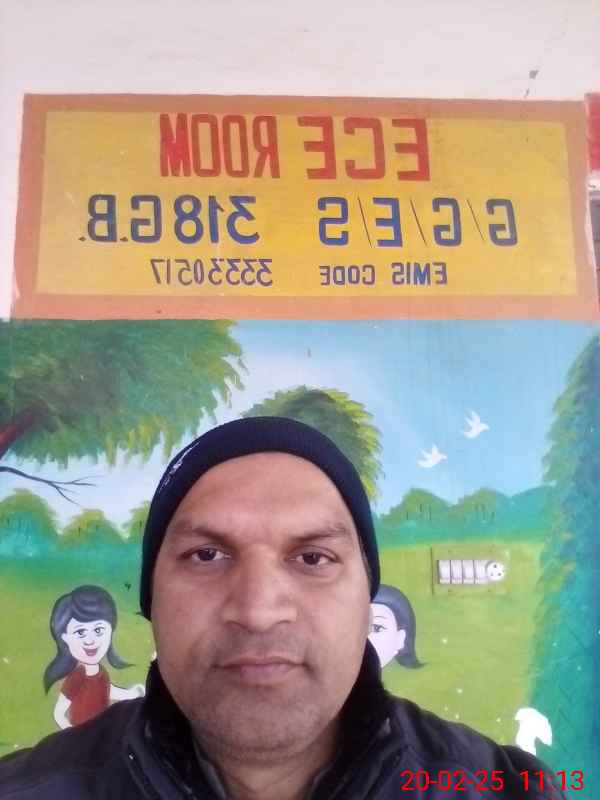 ECE ROOM
G/G/E/S 318 G.B.
EMIS CODE 33330517
20-02-25 11:13